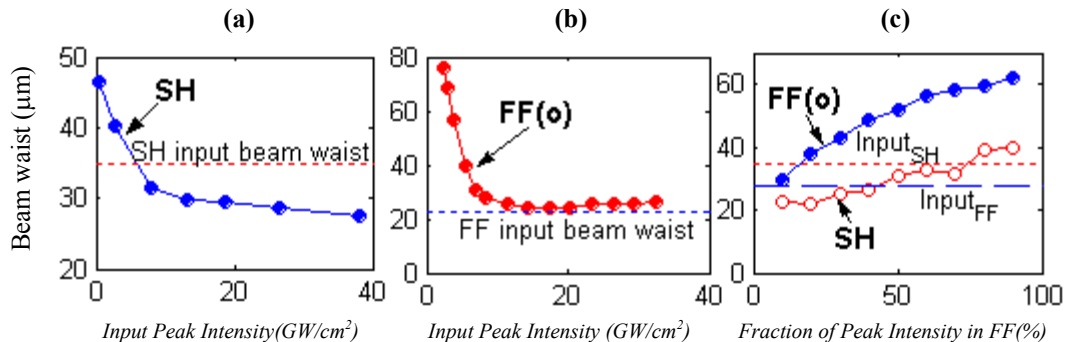 (a)
(b)
(c)
Beam waist (μm)
50
40
30
20
SH
SH input beam waist
0
20
40
Input Peak Intensity(GW/cm²)
80
60
40
20
0
FF(o)
FF input beam waist
0
20
40
Input Peak Intensity (GW/cm²)
60
40
20
0
FF(o)
Input_SH
Input_FF
SH
0
50
100
Fraction of Peak Intensity in FF(%)